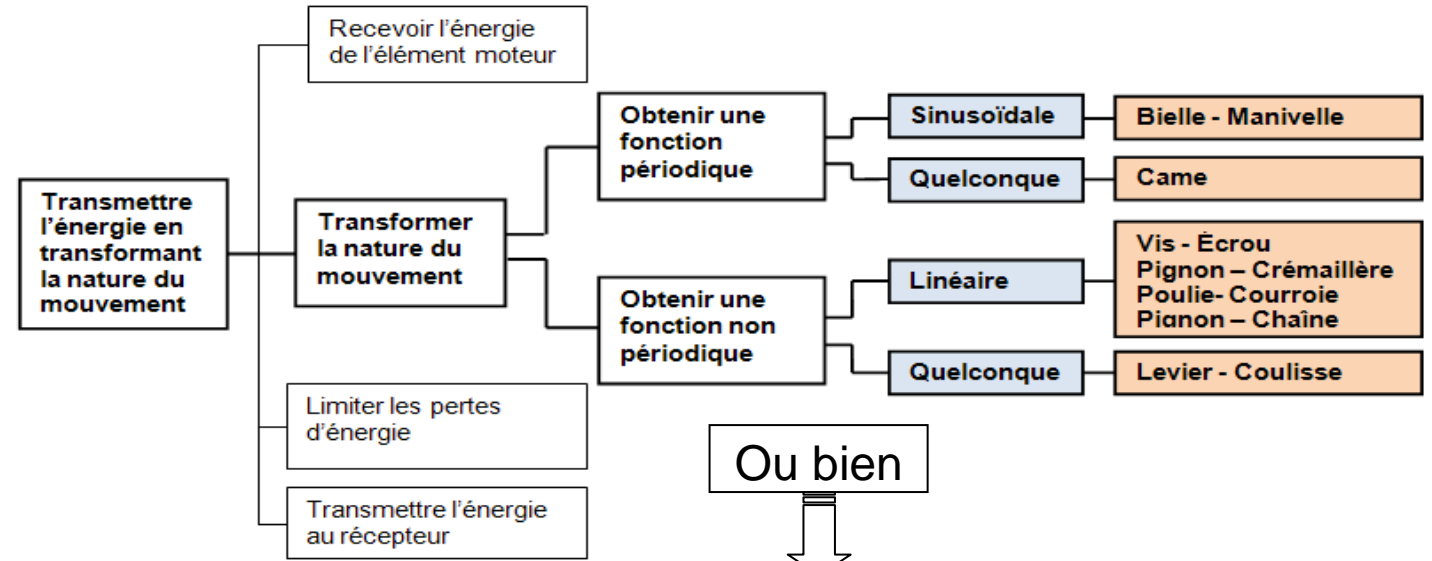 Recevoir l'énergie
de l'élément moteur
Transmettre
l'énergie en
transformant
la nature du
mouvement
Transformer
la nature du
mouvement
Obtenir une
fonction
périodique
Sinusoïdale
Bielle - Manivelle
Quelconque
Came
Obtenir une
fonction non
périodique
Linéaire
Vis - Écrou
Pignon – Crémaillère
Poulie- Courroie
Pignon – Chaîne
Quelconque
Levier - Coulisse
Limiter les pertes
d'énergie
Transmettre l'énergie
au récepteur
Ou bien